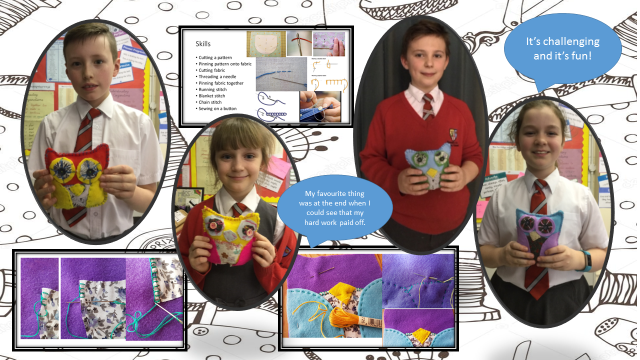 Skills
• Cutting a pattern
• Pinning pattern onto fabric
• Cutting fabric
• Threading a needle
• Pinning fabric together
• Running stitch
• Blanket stitch
• Chain stitch
• Sewing on a button
It's challenging
and it's fun!
My favourite thing
was at the end when I
could see that my
hard work paid off.